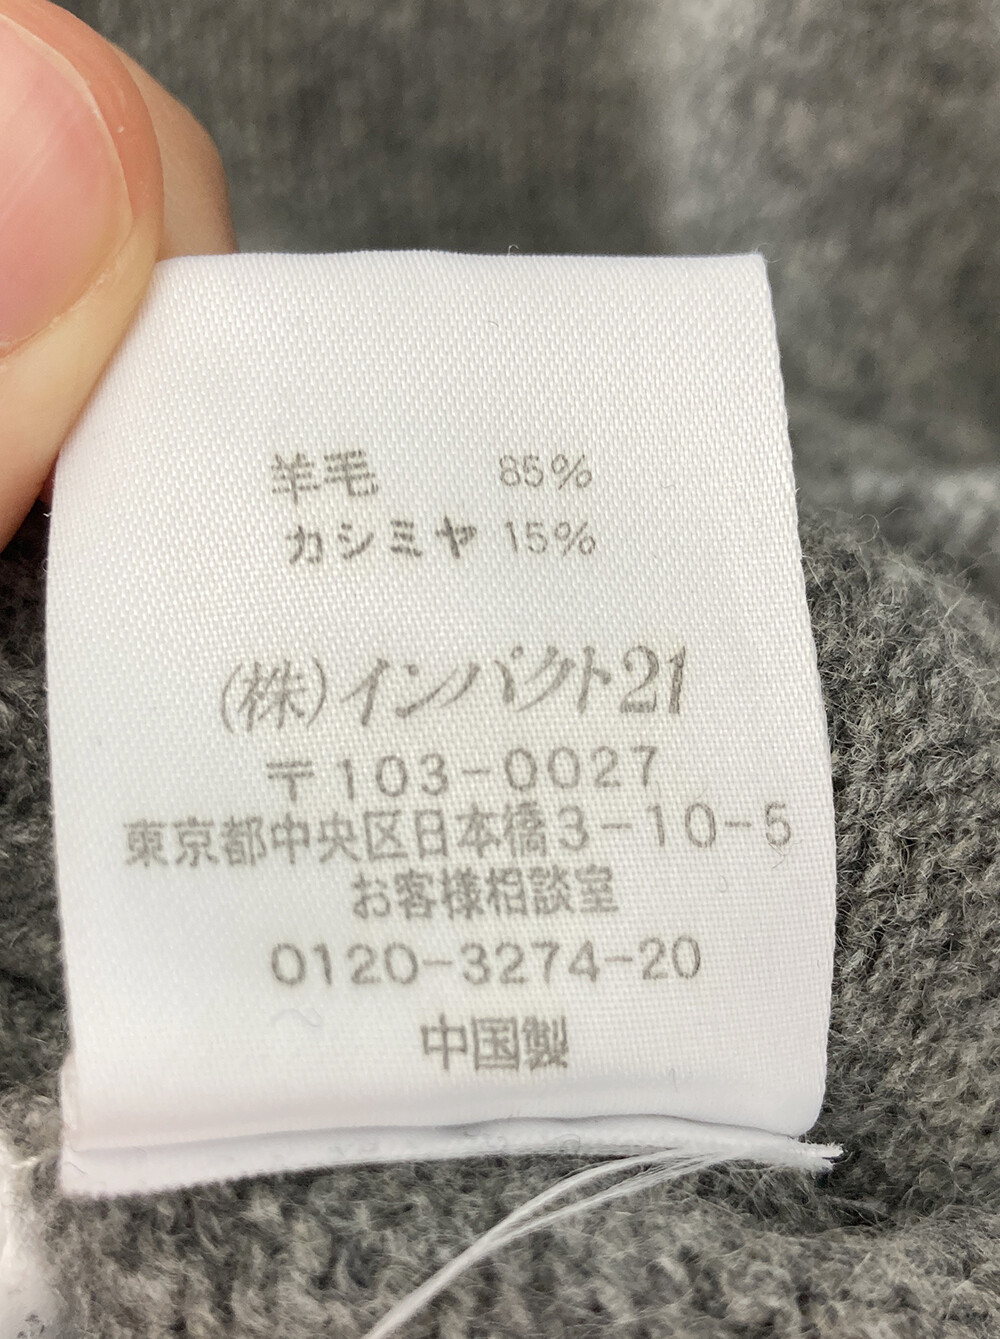 羊毛 85%
カシミヤ 15%
(株)インパクト21
〒103-0027
東京都中央区日本橋3-10-5
お客様相談室
0120-3274-20
中国製